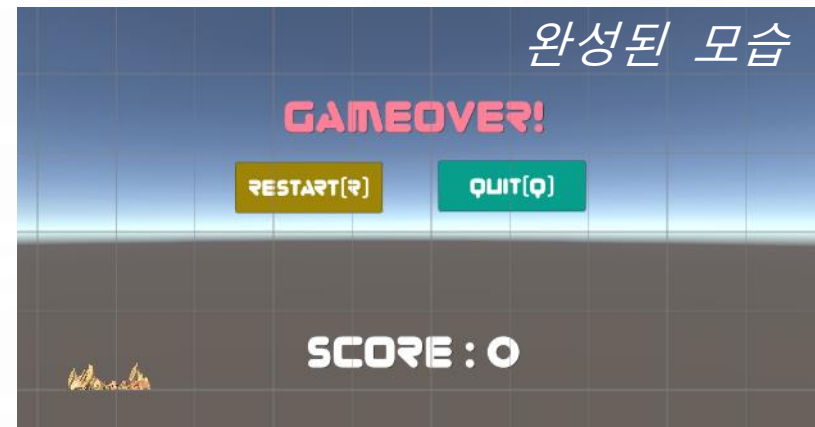 완성된 모습
GAMEOVER!
RESTART(R) QUIT(Q)
SCORE : 0